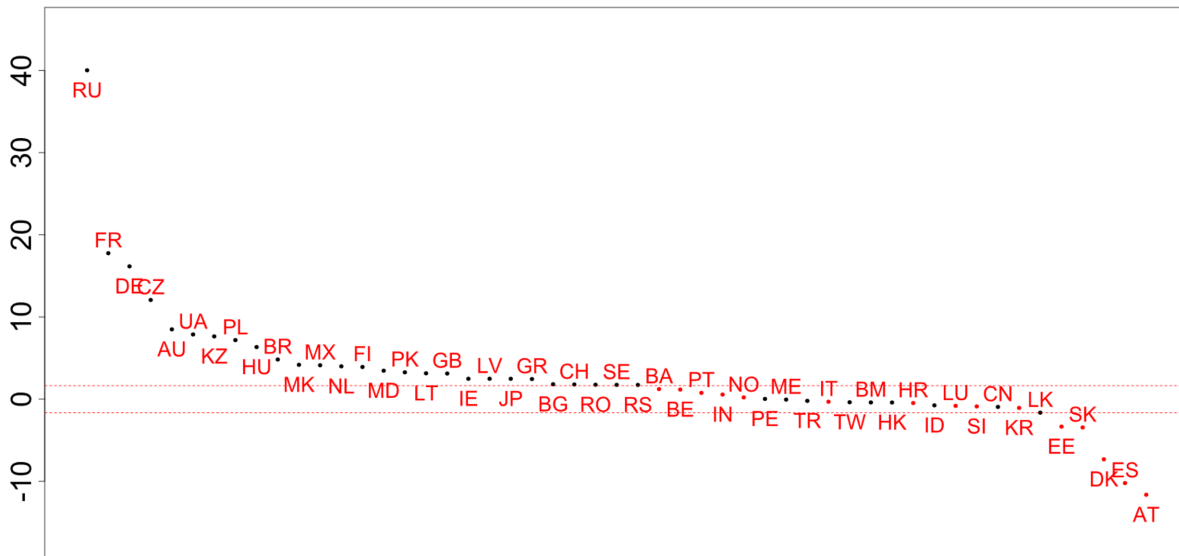 40
30
20
10
0
-10
RU
FR
DE
CZ
AU
UA
KZ
PL
HU
BR
MK
MX
NL
FI
MD
PK
LT
GB
IE
LV
JP
GR
BG
CH
RO
SE
RS
BA
BE
PT
IN
NO
PE
ME
TR
IT
TW
BM
HK
HR
ID
LU
SI
CN
KR
LK
EE
SK
DK
ES
AT